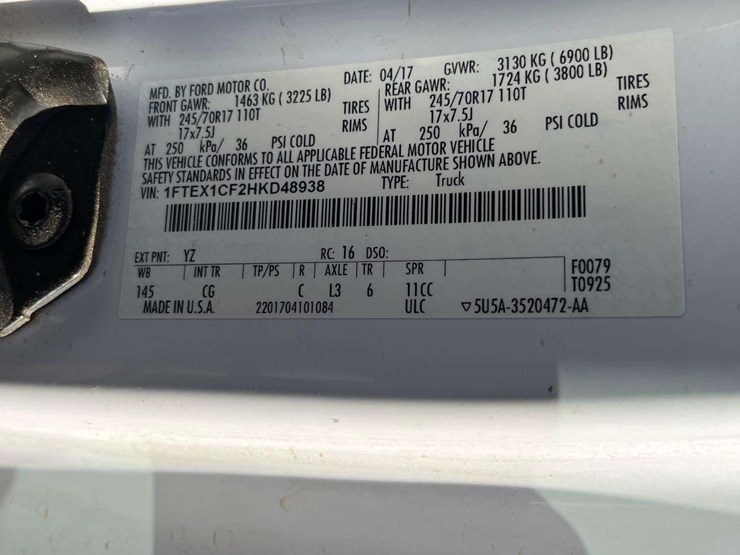 MFD. BY FORD MOTOR CO. DATE: 04/17 GVWR: 3130 KG ( 6900 LB)
FRONT GAWR: 1463 KG ( 3225 LB) REAR GAWR: 1724 KG ( 3800 LB)
WITH 245/70R17 110T TIRES WITH 245/70R17 110T TIRES
17x7.5J RIMS 17x7.5J RIMS
AT 250 kPa/ 36 PSI COLD AT 250 kPa/ 36 PSI COLD
THIS VEHICLE CONFORMS TO ALL APPLICABLE FEDERAL MOTOR VEHICLE
SAFETY STANDARDS IN EFFECT ON THE DATE OF MANUFACTURE SHOWN ABOVE.
VIN: 1FTEX1CF2HKD48938 TYPE: Truck
EXT PNT: YZ RC: 16 DSO:
WB INT TR TP/PS R AXLE TR SPR F0079
145 CG C L3 6 11CC T0925
MADE IN U.S.A. 2201704101084 ULC ▽5U5A-3520472-AA